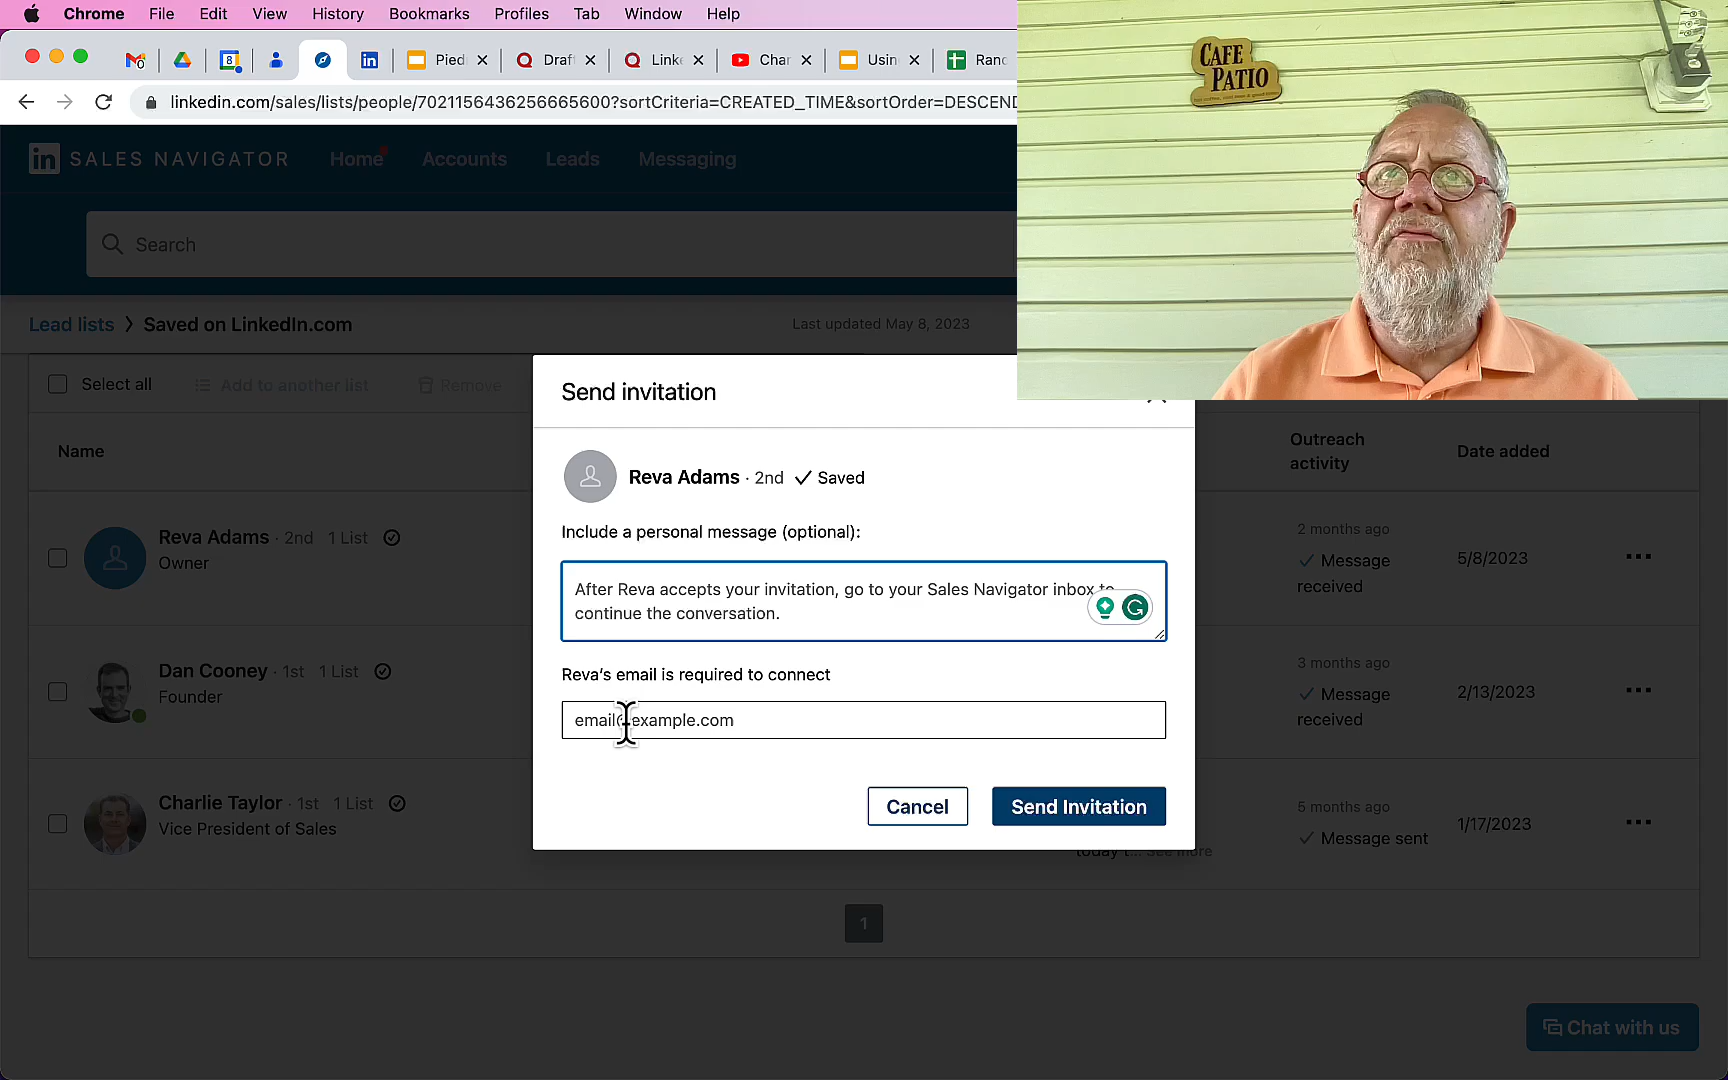 Chrome File Edit View History Bookmarks Profiles Tab Window Help
8 Pied Draf Link Char Usin Ran
linkedin.com/sales/lists/people/7021156436256665600?sortCriteria=CREATED_TIME&sortOrder=DESCEND
CAFE
PATIO
in SALES NAVIGATOR Home Accounts Leads Messaging
Search
Lead lists > Saved on LinkedIn.com Last updated May 8, 2023
Select all Add to another list Remove
Name Outreach activity Date added
Send invitation
Reva Adams · 2nd ✓ Saved
Include a personal message (optional):
After Reva accepts your invitation, go to your Sales Navigator inbox to
continue the conversation.
Reva's email is required to connect
email@example.com
Cancel Send Invitation
Reva Adams · 2nd 1 List
Owner
2 months ago
✓ Message
received
5/8/2023
Dan Cooney · 1st 1 List
Founder
3 months ago
✓ Message
received
2/13/2023
Charlie Taylor · 1st 1 List
Vice President of Sales
5 months ago
✓ Message sent
1/17/2023
today t... See more
1
Chat with us